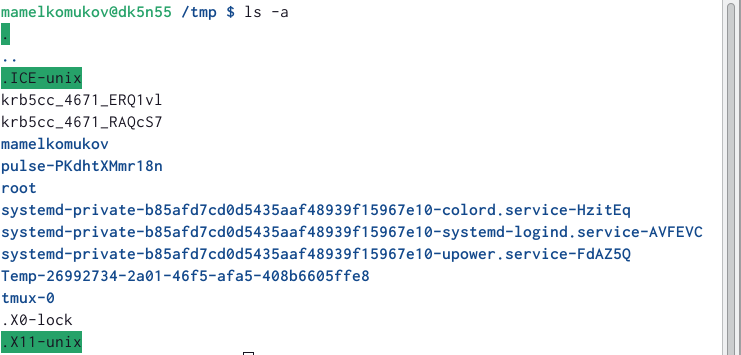 mamelkomukov@dk5n55 /tmp $ ls -a
.
..
.ICE-unix
krb5cc_4671_ERQ1vl
krb5cc_4671_RAQcS7
mamelkomukov
pulse-PKdhtXMmr18n
root
systemd-private-b85afd7cd0d5435aaf48939f15967e10-colord.service-HzitEq
systemd-private-b85afd7cd0d5435aaf48939f15967e10-systemd-logind.service-AVFEVC
systemd-private-b85afd7cd0d5435aaf48939f15967e10-upower.service-FdAZ5Q
Temp-26992734-2a01-46f5-afa5-408b6605ffe8
tmux-0
.X0-lock
.X11-unix